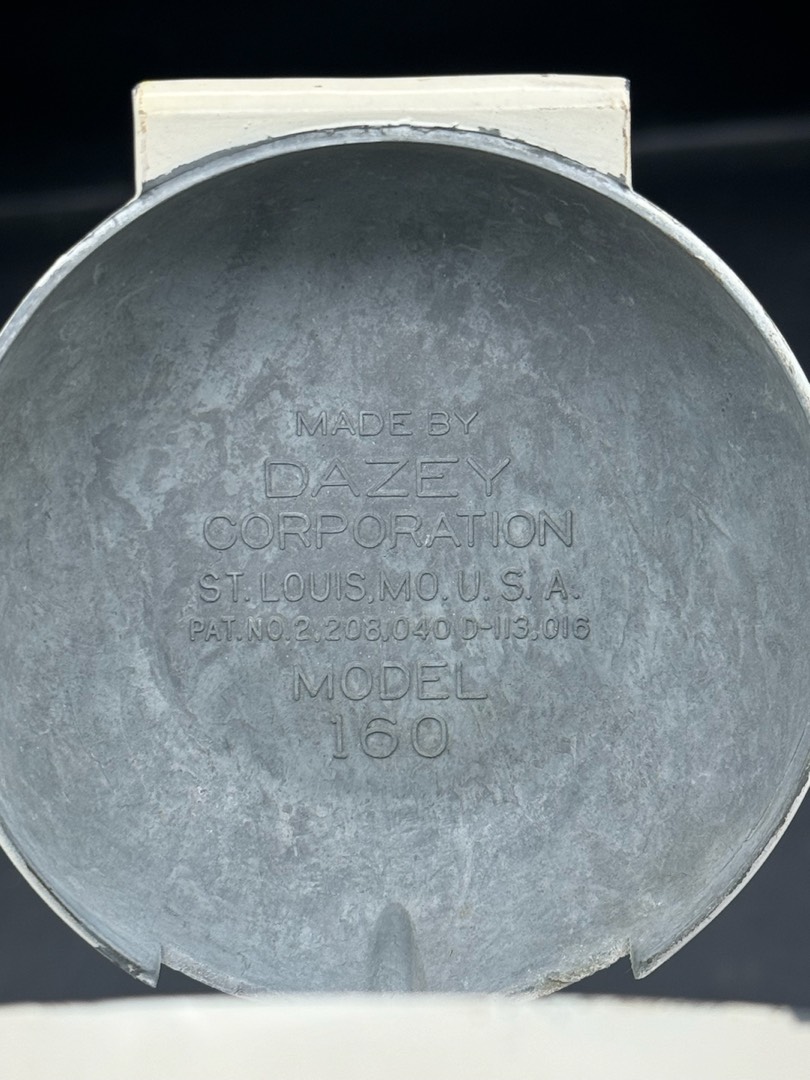 MADE BY
DAZEY
CORPORATION
ST. LOUIS, MO. U. S. A.
PAT. NO. 2,208,040 D-113,016
MODEL
160